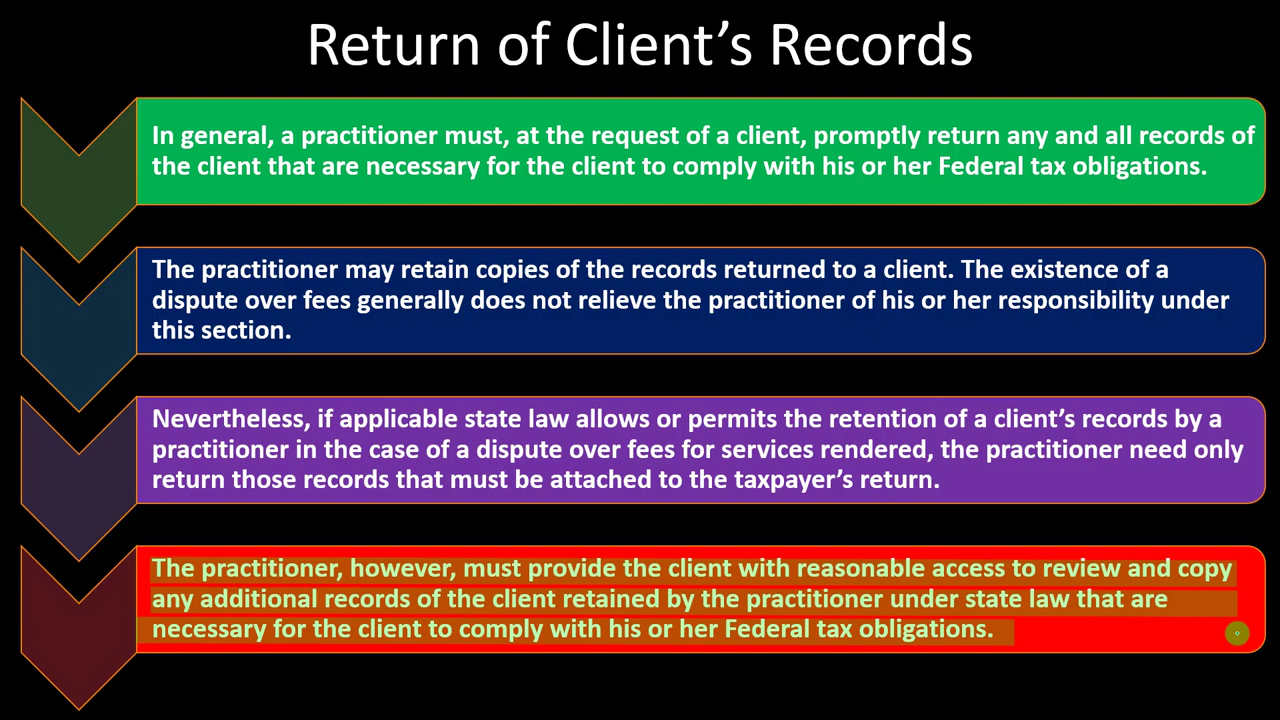 Return of Client’s Records
In general, a practitioner must, at the request of a client, promptly return any and all records of
the client that are necessary for the client to comply with his or her Federal tax obligations.
The practitioner may retain copies of the records returned to a client. The existence of a
dispute over fees generally does not relieve the practitioner of his or her responsibility under
this section.
Nevertheless, if applicable state law allows or permits the retention of a client’s records by a
practitioner in the case of a dispute over fees for services rendered, the practitioner need only
return those records that must be attached to the taxpayer’s return.
The practitioner, however, must provide the client with reasonable access to review and copy
any additional records of the client retained by the practitioner under state law that are
necessary for the client to comply with his or her Federal tax obligations.